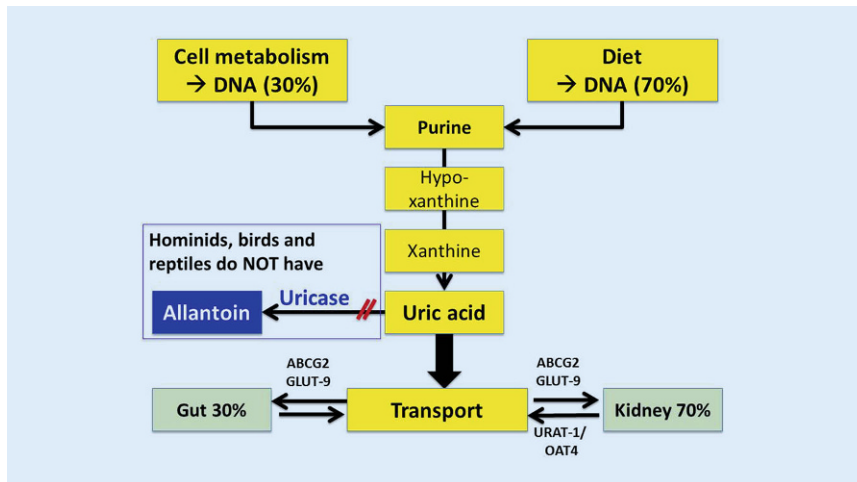 Cell metabolism
→ DNA (30%)
Diet
→ DNA (70%)
Purine
Hypo-
xanthine
Xanthine
Hominids, birds and
reptiles do NOT have
Allantoin
Uricase
Uric acid
ABCG2
GLUT-9
ABCG2
GLUT-9
Gut 30%
Transport
Kidney 70%
URAT-1/
OAT4